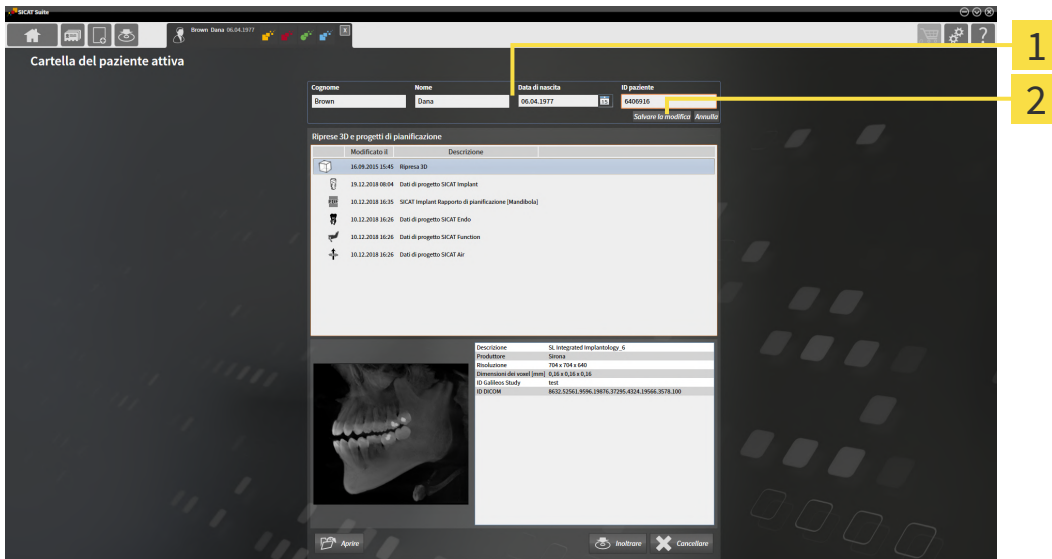 SICAT Suite
Brown Dana 06.04.1977
x
?
1
Cartella del paziente attiva
Cognome Nome Data di nascita ID paziente
Brown Dana 06.04.1977 15 6406916
2
Salvare la modifica Annulla
Riprese 3D e progetti di pianificazione
Modificato il Descrizione
16.09.2015 15:45 Ripresa 3D
19.12.2018 08:04 Dati di progetto SICAT Implant
PDF 10.12.2018 16:35 SICAT Implant Rapporto di pianificazione [Mandibola]
10.12.2018 16:26 Dati di progetto SICAT Endo
10.12.2018 16:26 Dati di progetto SICAT Function
10.12.2018 16:26 Dati di progetto SICAT Air
Descrizione SL Integrated Implantology_6
Produttore Sirona
Risoluzione 704 x 704 x 640
Dimensioni dei voxel [mm] 0,16 x 0,16 x 0,16
ID Galileos Study test
ID DICOM 8632.52561.9596.19876.37295.4324.19566.3578.100
Aprire Inoltrare Cancellare